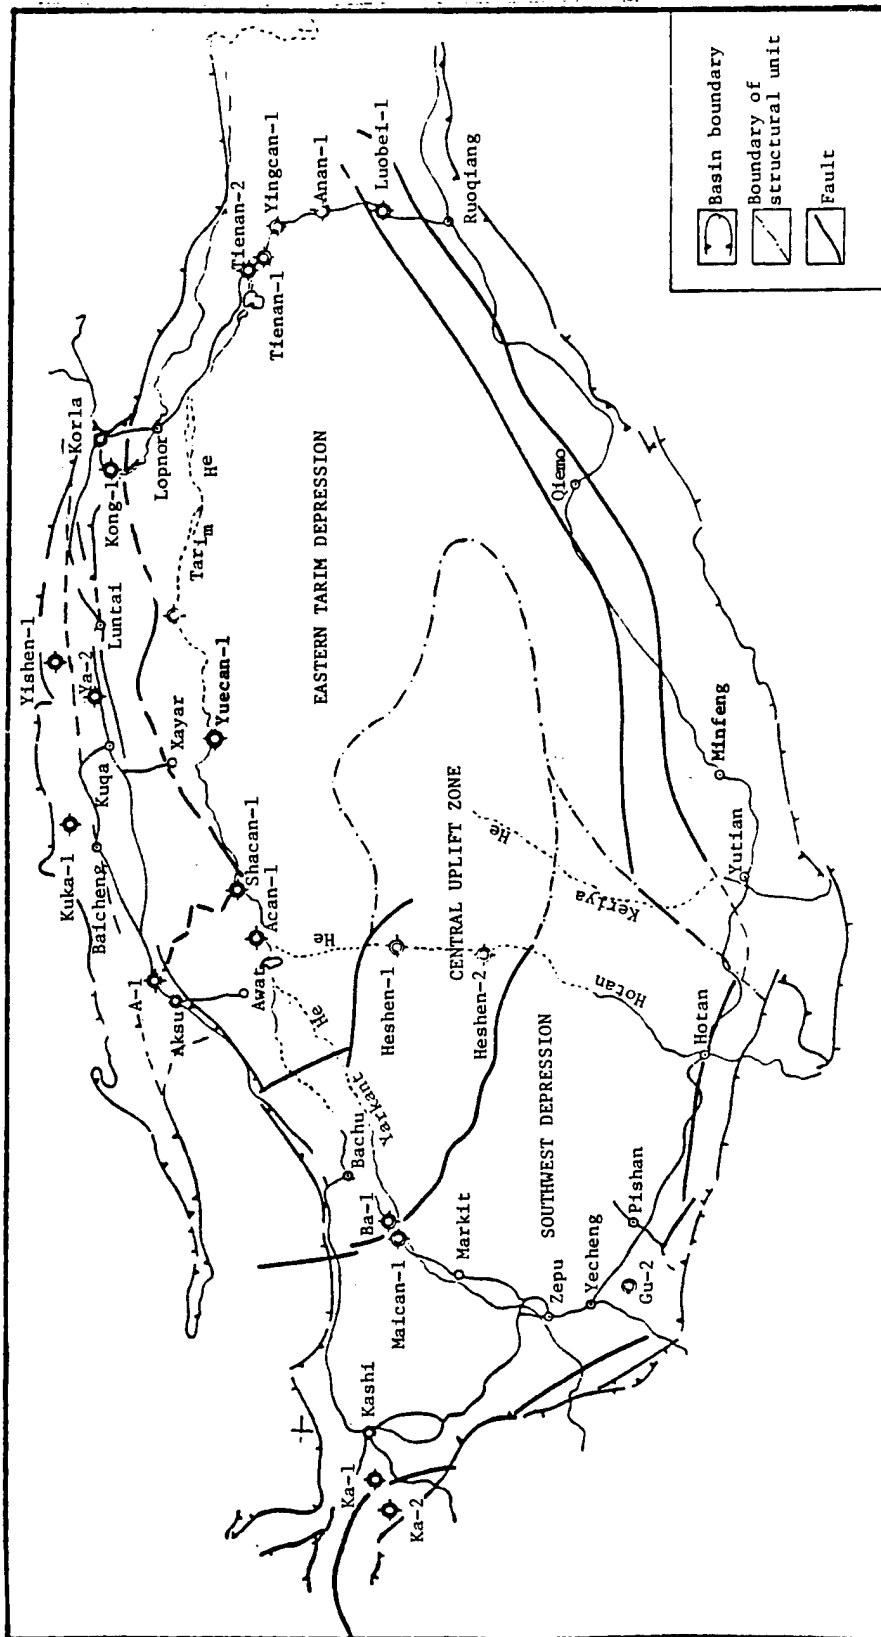 Yishen-1
Kuka-1
Korla
Ya-2
Kong-1
Luntai
Kuqa
Baicheng
A-1
Aksu
Lopnor
Xayar
Tarim
He
Yuecan-1
Shacan-1
Acan-1
Awat
Tienan-2
Tienan-1
Yingcan-1
Anan-1
Luobei-1
Ruoqiang
EASTERN TARIM DEPRESSION
He
He
Yarkant
Bachu
Ba-1
Maican-1
Markit
Heshen-1
CENTRAL UPLIFT ZONE
Heshen-2
He
Keriya
Hotan
Qiemo
Minfeng
Yutian
Hotan
SOUTHWEST DEPRESSION
Pishan
Gu-2
Yecheng
Zepu
Kashi
Ka-1
Ka-2
Basin boundary
Boundary of
structural unit
Fault